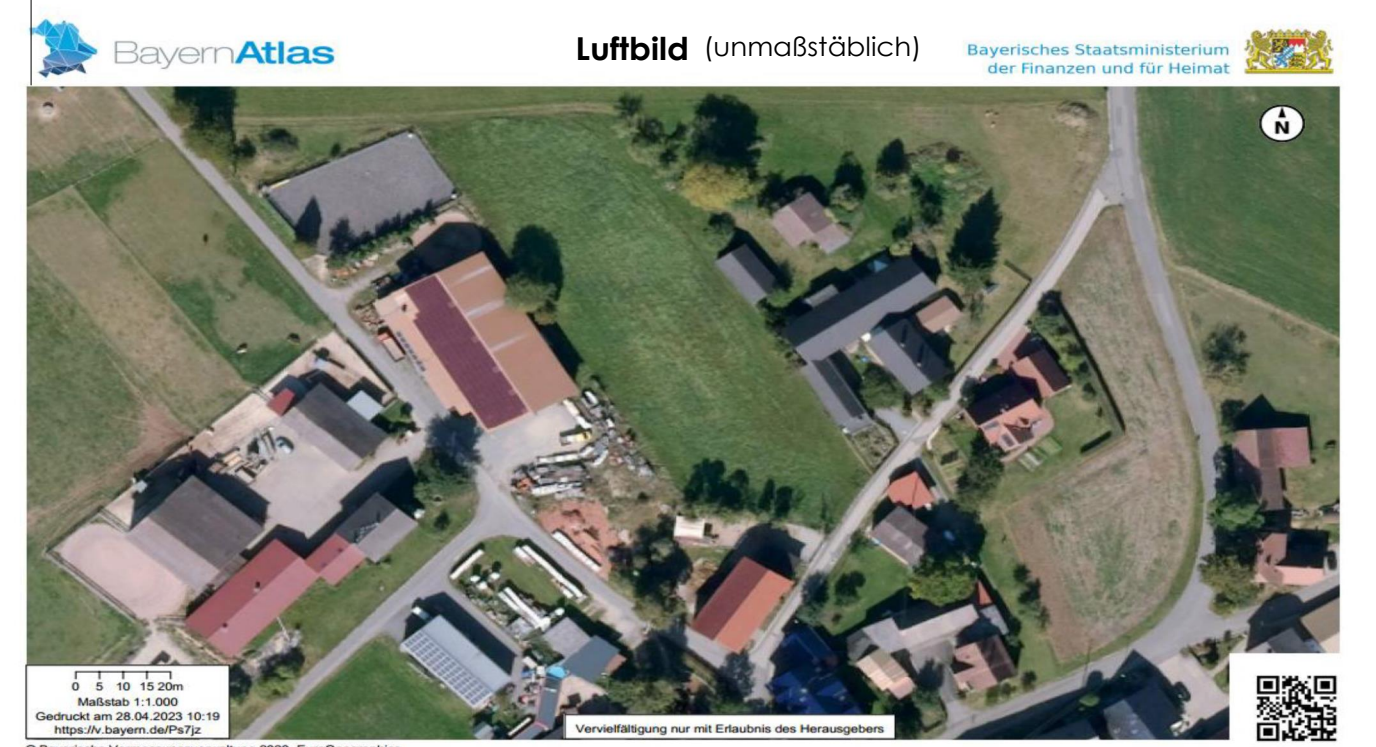 BayernAtlas
Luftbild (unmaßstäblich)
Bayerisches Staatsministerium
der Finanzen und für Heimat
N
0 5 10 15 20m
Maßstab 1:1.000
Gedruckt am 28.04.2023 10:19
https://v.bayern.de/Ps7jz
Vervielfältigung nur mit Erlaubnis des Herausgebers